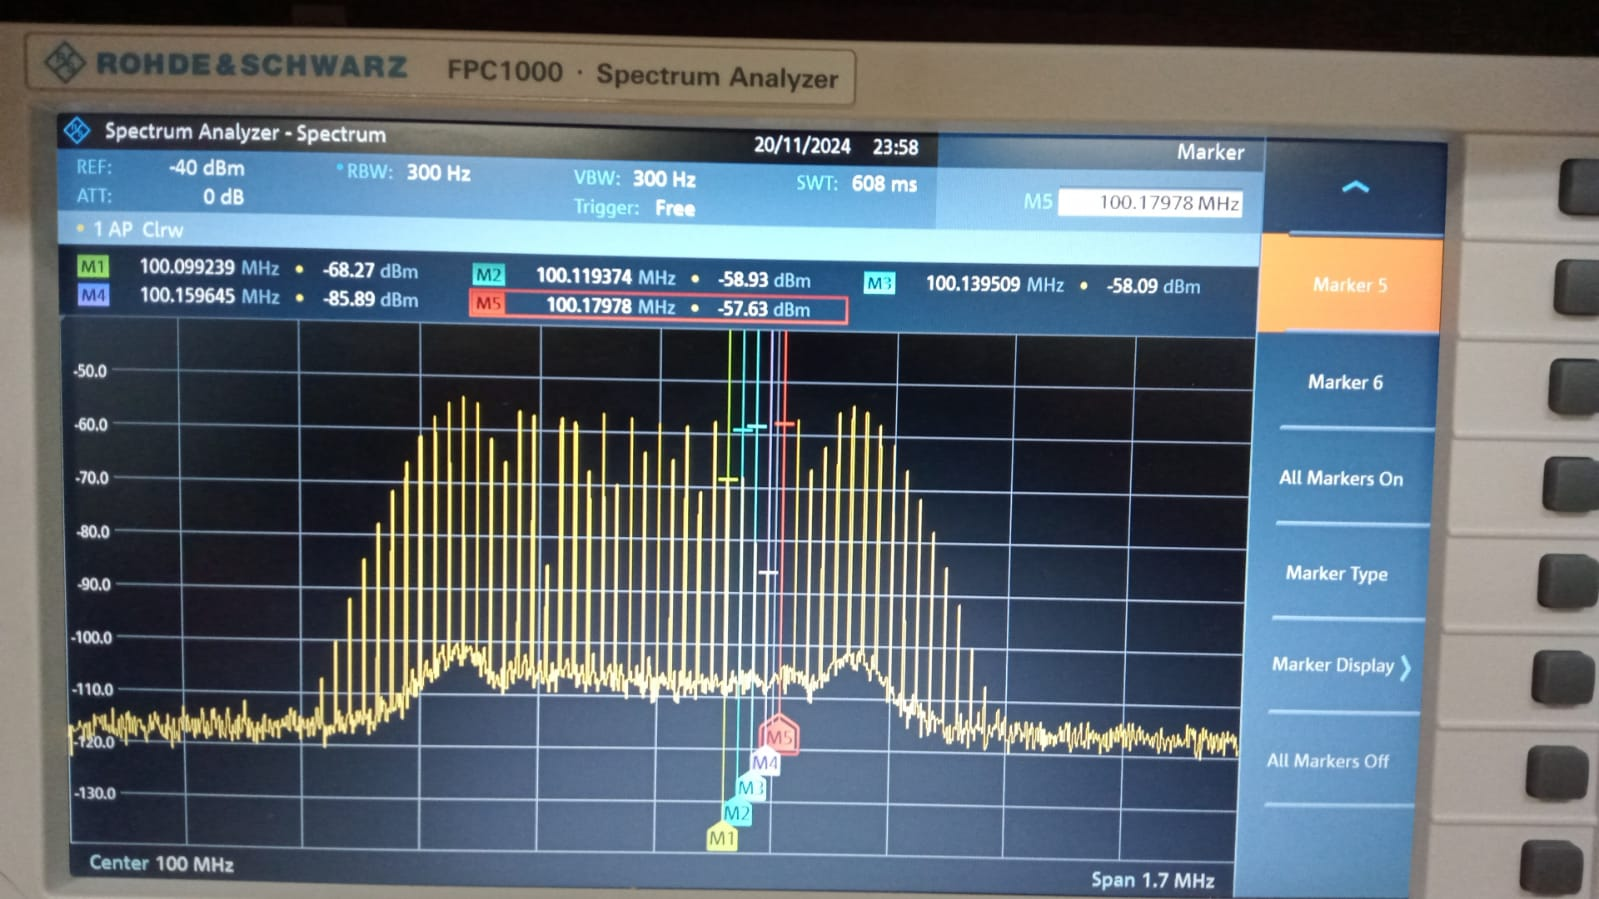 ROHDE & SCHWARZ FPC1000 · Spectrum Analyzer
Spectrum Analyzer - Spectrum 20/11/2024 23:58 Marker
REF: -40 dBm RBW: 300 Hz VBW: 300 Hz SWT: 608 ms
ATT: 0 dB Trigger: Free M5 100.17978 MHz
1 AP Clrw
M1 100.099239 MHz • -68.27 dBm M2 100.119374 MHz • -58.93 dBm M3 100.139509 MHz • -58.09 dBm
M4 100.159645 MHz • -85.89 dBm M5 100.17978 MHz • -57.63 dBm
Marker 5
Marker 6
All Markers On
Marker Type
Marker Display
All Markers Off
-50.0
-60.0
-70.0
-80.0
-90.0
-100.0
-110.0
-120.0
-130.0
M5
M4
M3
M2
M1
Center 100 MHz Span 1.7 MHz